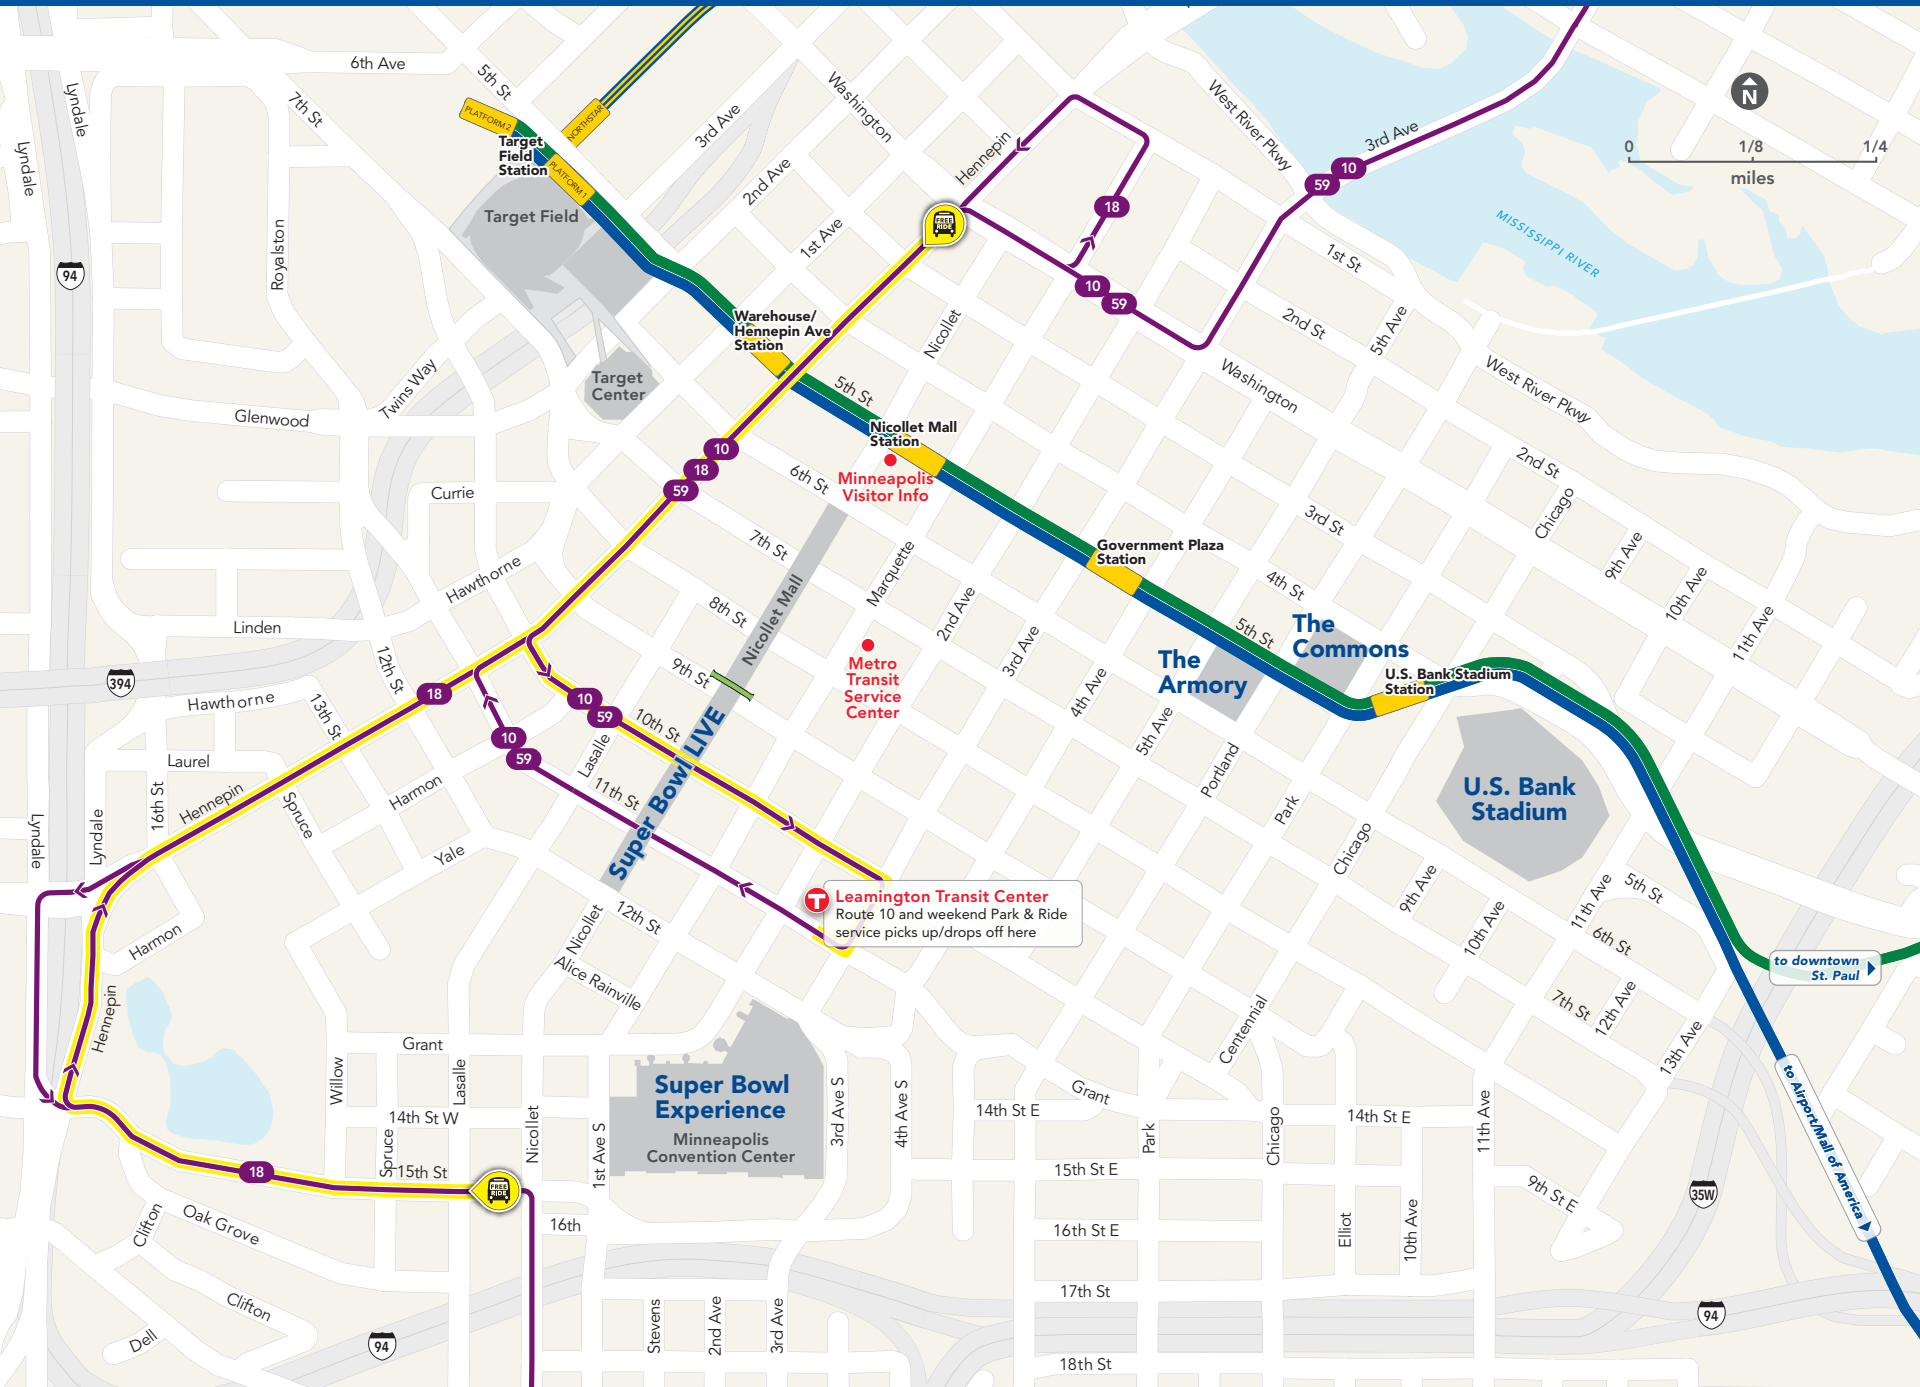 6th Ave
5th St
7th St
Lyndale
Lyndale
PLATFORM 2
NORTHSTAR
Target
Field
Station
PLATFORM 1
Target Field
3rd Ave
2nd Ave
1st Ave
Washington
Hennepin
West River Pkwy
3rd Ave
10
59
N
0 1/8 1/4
miles
MISSISSIPPI RIVER
FREE
RIDE
18
10
59
1st St
2nd St
5th Ave
West River Pkwy
Washington
Nicollet
94
Royalston
Warehouse/
Hennepin Ave
Station
Target
Center
Twins Way
Glenwood
5th St
Nicollet Mall
Station
Minneapolis
Visitor Info
10
18
59
6th St
7th St
8th St
9th St
Currie
Hawthorne
Linden
12th St
394
Hawthorne
13th St
18
Laurel
16th St
Hennepin
Spruce
Harmon
Yale
Lyndale
Lyndale
Nicollet Mall
Marquette
2nd Ave
3rd Ave
4th Ave
5th Ave
Metro
Transit
Service
Center
Government Plaza
Station
3rd St
4th St
5th St
2nd St
Chicago
9th Ave
10th Ave
11th Ave
The
Commons
The
Armory
U.S. Bank Stadium
Station
U.S. Bank
Stadium
Portland
Park
Chicago
9th Ave
10th Ave
11th Ave
5th St
6th St
7th St
12th Ave
13th Ave
10
59
10th St
Lasalle
10
59
11th St
Super Bowl LIVE
T
Leamington Transit Center
Route 10 and weekend Park & Ride
service picks up/drops off here
12th St
Nicollet
Alice Rainville
Harmon
Hennepin
Grant
Willow
Lasalle
14th St W
Spruce
15th St
18
FREE
RIDE
Nicollet
1st Ave S
16th
Super Bowl
Experience
Minneapolis
Convention Center
3rd Ave S
4th Ave S
14th St E
Grant
Centennial
Park
Chicago
14th St E
11th Ave
15th St E
16th St E
17th St
18th St
Elliot
10th Ave
9th St E
35W
94
to downtown
St. Paul
to Airport/Mall of America
Clifton
Oak Grove
Clifton
Dell
94
Stevens
2nd Ave
3rd Ave